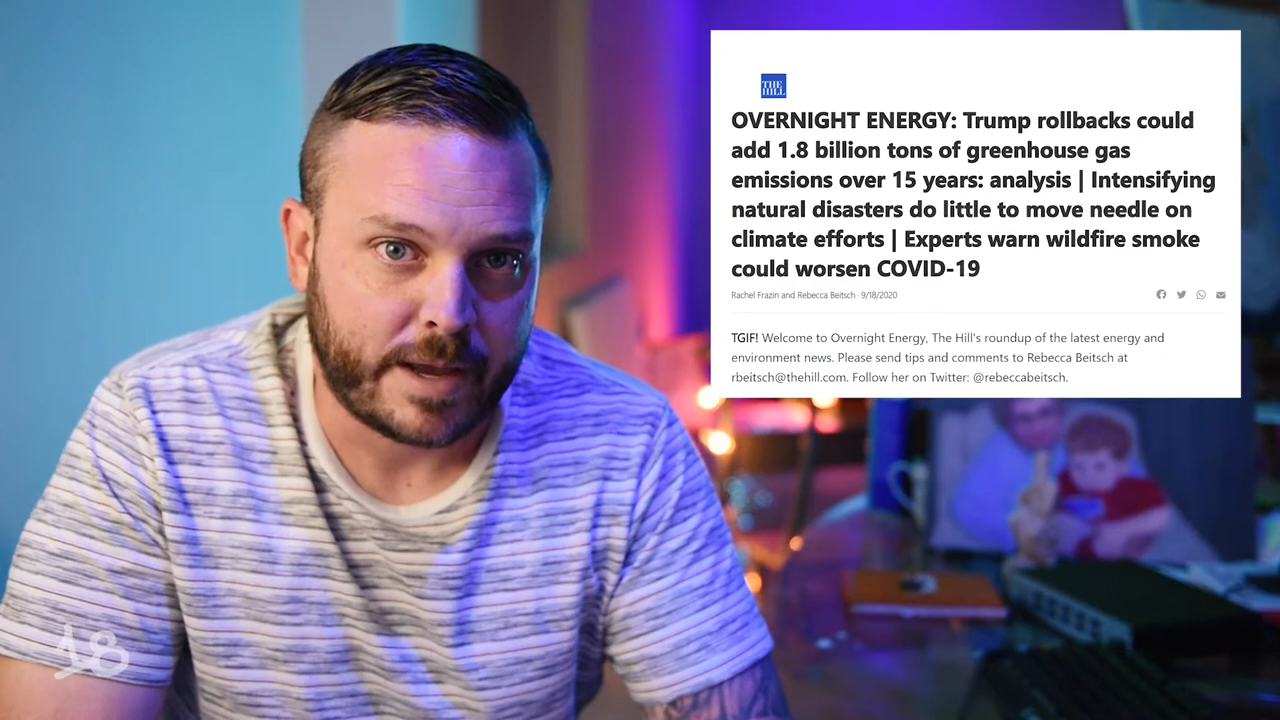 THE
HILL
OVERNIGHT ENERGY: Trump rollbacks could
add 1.8 billion tons of greenhouse gas
emissions over 15 years: analysis | Intensifying
natural disasters do little to move needle on
climate efforts | Experts warn wildfire smoke
could worsen COVID-19
Rachel Frazin and Rebecca Beitsch · 9/18/2020
TGIF! Welcome to Overnight Energy, The Hill's roundup of the latest energy and
environment news. Please send tips and comments to Rebecca Beitsch at
rbeitsch@thehill.com. Follow her on Twitter: @rebeccabeitsch.
18